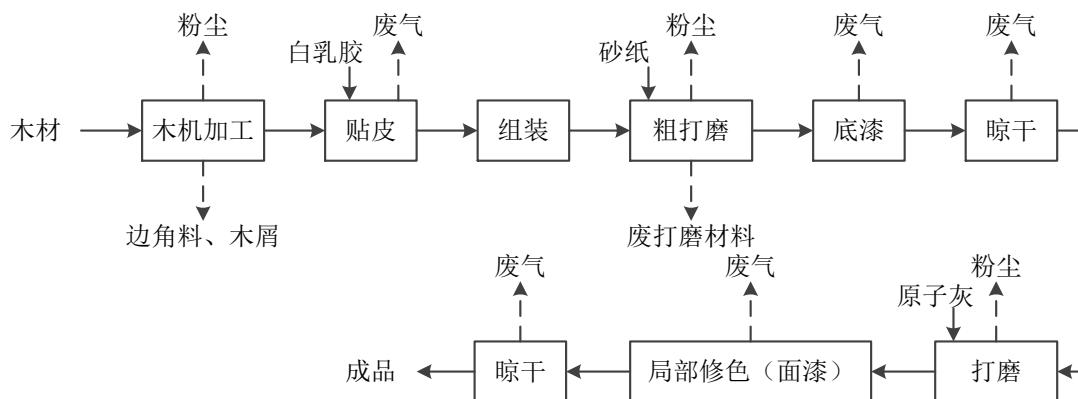 粉尘
废气
粉尘
废气
废气
白乳胶
砂纸
木材
木机加工
贴皮
组装
粗打磨
底漆
晾干
边角料、木屑
废打磨材料
废气
废气
粉尘
原子灰
成品
晾干
局部修色（面漆）
打磨